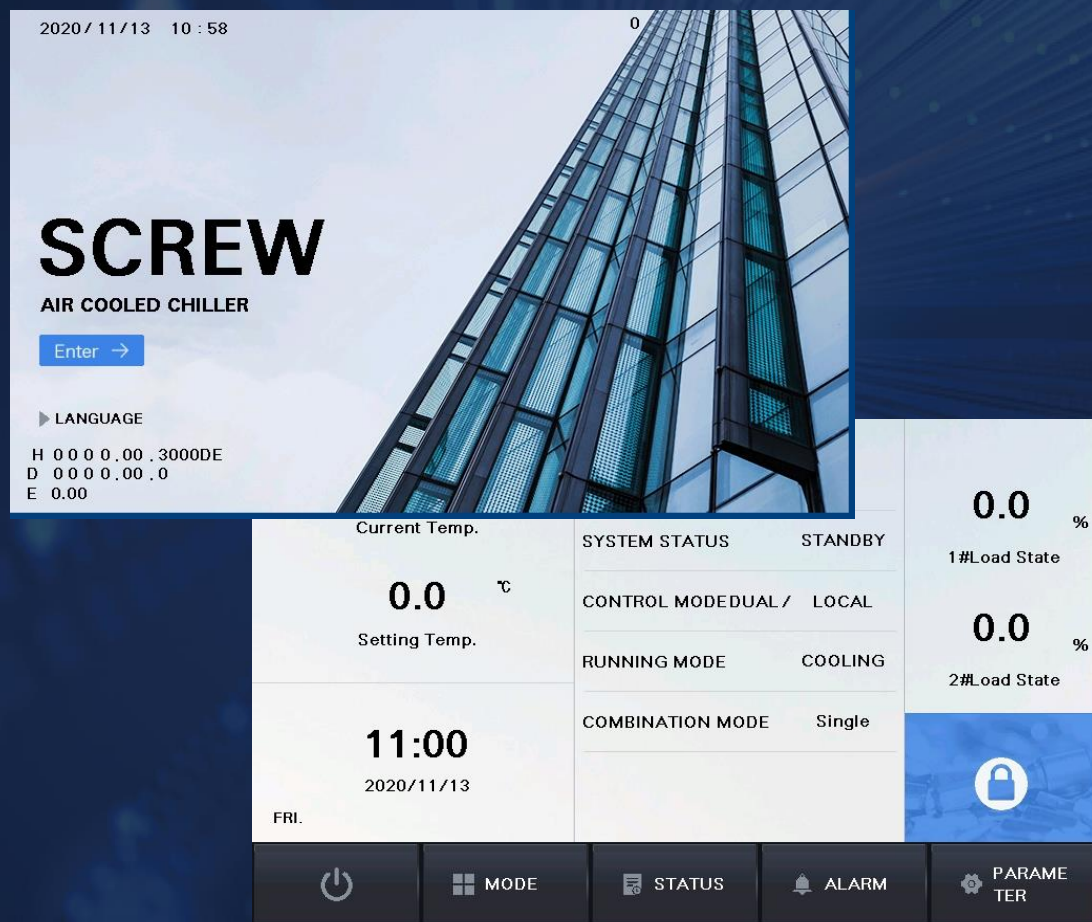 2020/11/13 10:58
0
SCREW
AIR COOLED CHILLER
Enter →
LANGUAGE
H 0000.00.3000DE
D 0000.00.0
E 0.00
Current Temp.
0.0 ℃
Setting Temp.
11:00
2020/11/13
FRI.
SYSTEM STATUS STANDBY
CONTROL MODEDUAL/ LOCAL
RUNNING MODE COOLING
COMBINATION MODE Single
0.0 %
1#Load State
0.0 %
2#Load State
MODE
STATUS
ALARM
PARAME
TER